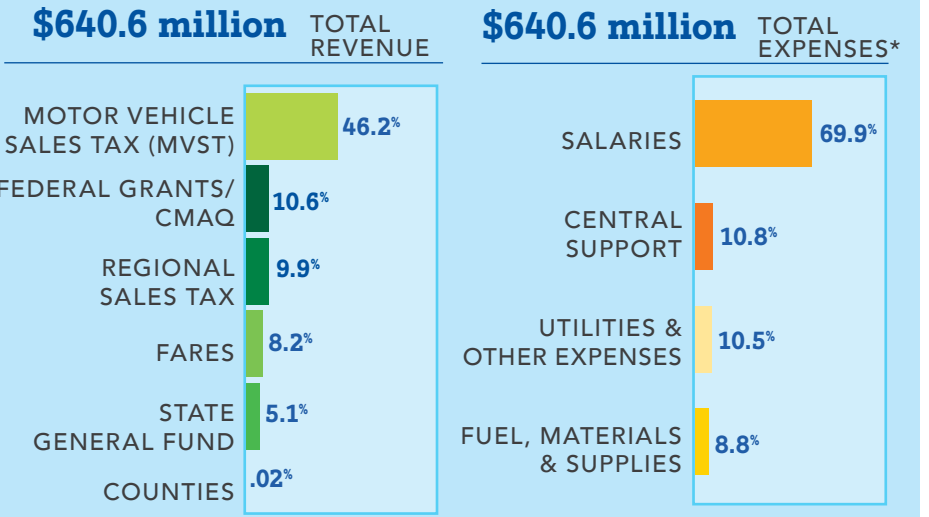 $640.6 million TOTAL REVENUE
MOTOR VEHICLE
SALES TAX (MVST)
46.2%
FEDERAL GRANTS/
CMAQ
10.6%
REGIONAL
SALES TAX
9.9%
FARES
8.2%
STATE
GENERAL FUND
5.1%
COUNTIES
.02%
$640.6 million TOTAL EXPENSES*
SALARIES
69.9%
CENTRAL
SUPPORT
10.8%
UTILITIES &
OTHER EXPENSES
10.5%
FUEL, MATERIALS
& SUPPLIES
8.8%